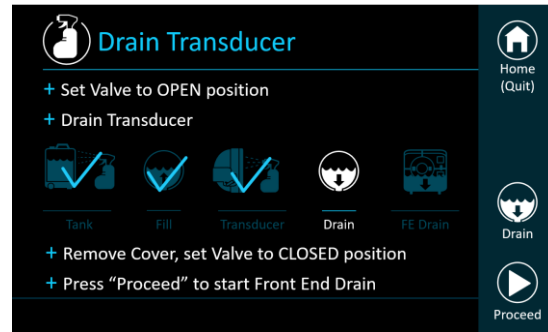 Drain Transducer
+ Set Valve to OPEN position
+ Drain Transducer
Tank
Fill
Transducer
Drain
FE Drain
+ Remove Cover, set Valve to CLOSED position
+ Press “Proceed” to start Front End Drain
Home
(Quit)
Drain
Proceed